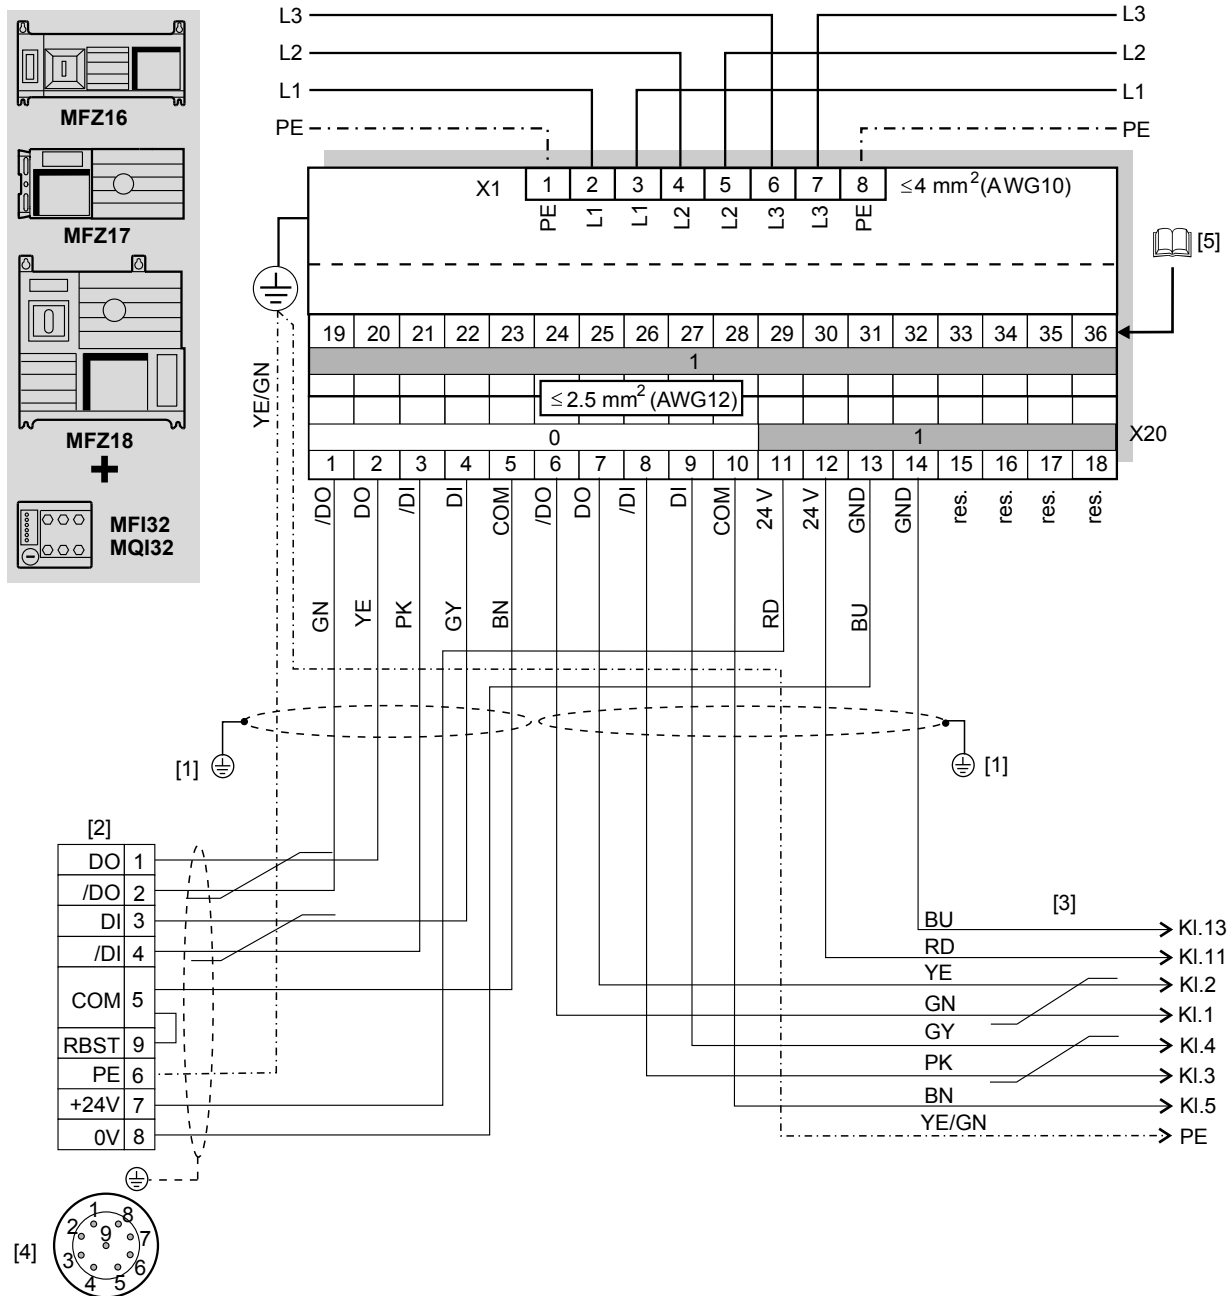 MFZ16
MFZ17
MFZ18
MFI32
MQI32
L3 L3
L2 L2
L1 L1
PE PE
X1 1 2 3 4 5 6 7 8 ≤4 mm²(AWG10)
PE L1 L1 L2 L2 L3 L3 PE
[5]
YE/GN
19 20 21 22 23 24 25 26 27 28 29 30 31 32 33 34 35 36
1
≤2.5 mm² (AWG12)
0 1 X20
1 2 3 4 5 6 7 8 9 10 11 12 13 14 15 16 17 18
/DO DO /DI DI COM /DO DO /DI DI COM 24 V 24 V GND GND res. res. res. res.
GN YE PK GY BN RD BU
[1] [1]
[2]
DO 1
/DO 2
DI 3
/DI 4
COM 5
RBST 9
PE 6
+24V 7
0V 8
[3]
BU Kl.13
RD Kl.11
YE Kl.2
GN Kl.1
GY Kl.4
PK Kl.3
BN Kl.5
YE/GN PE
[4]
1 8
2 9 7
3 6
4 5